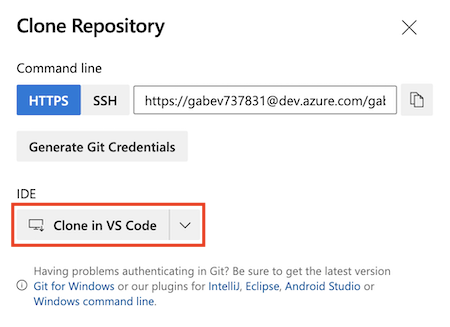 Clone Repository
Command line
HTTPS SSH https://gabev737831@dev.azure.com/gab
Generate Git Credentials
IDE
Clone in VS Code
Having problems authenticating in Git? Be sure to get the latest version
Git for Windows or our plugins for IntelliJ, Eclipse, Android Studio or
Windows command line.